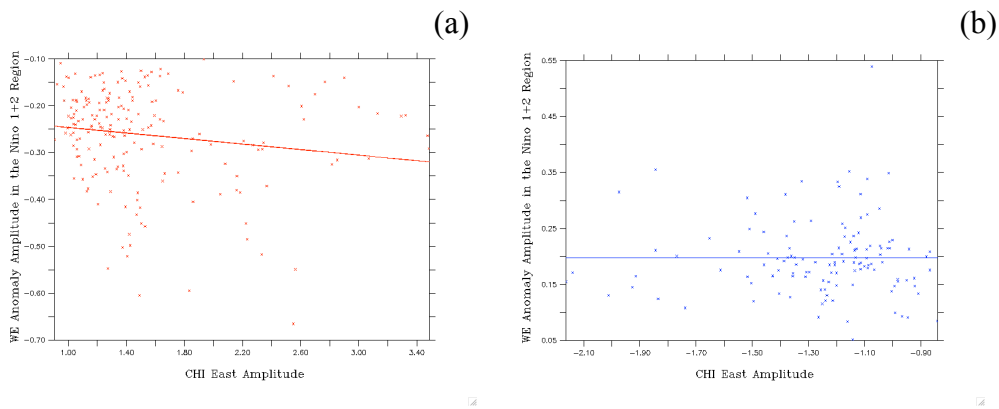 (a)
WE Anomaly Amplitude in the Nino 1+2 Region
-0.10
-0.20
-0.30
-0.40
-0.50
-0.60
-0.70
1.00 1.40 1.80 2.20 2.60 3.00 3.40
CHI East Amplitude
(b)
WE Anomaly Amplitude in the Nino 1+2 Region
0.55
0.45
0.35
0.25
0.15
0.05
-2.10 -1.90 -1.70 -1.50 -1.30 -1.10 -0.90
CHI East Amplitude